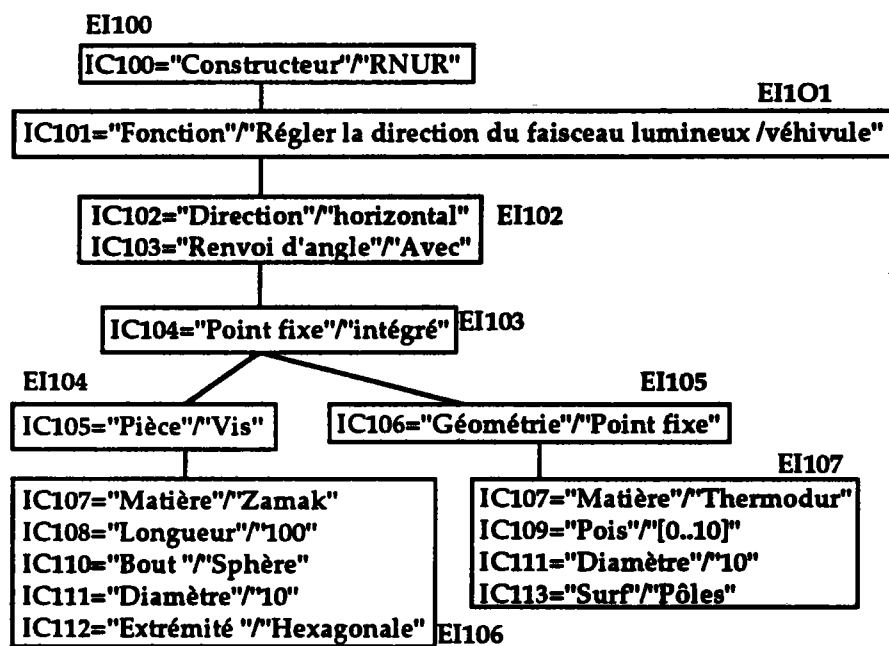 EI100
IC100="Constructeur"/"RNUR"
EI1O1
IC101="Fonction"/"Régler la direction du faisceau lumineux /véhivule"
IC102="Direction"/"horizontal"
EI102
IC103="Renvoi d'angle"/"Avec"
IC104="Point fixe"/"intégré"
EI103
EI104
EI105
IC105="Pièce"/"Vis"
IC106="Géométrie"/"Point fixe"
EI107
IC107="Matière"/"Zamak"
IC108="Longueur"/"100"
IC110="Bout "/"Sphère"
IC111="Diamètre"/"10"
IC112="Extrémité "/"Hexagonale"
EI106
IC107="Matière"/"Thermodur"
IC109="Pois"/"[0..10]"
IC111="Diamètre"/"10"
IC113="Surf"/"Pôles"